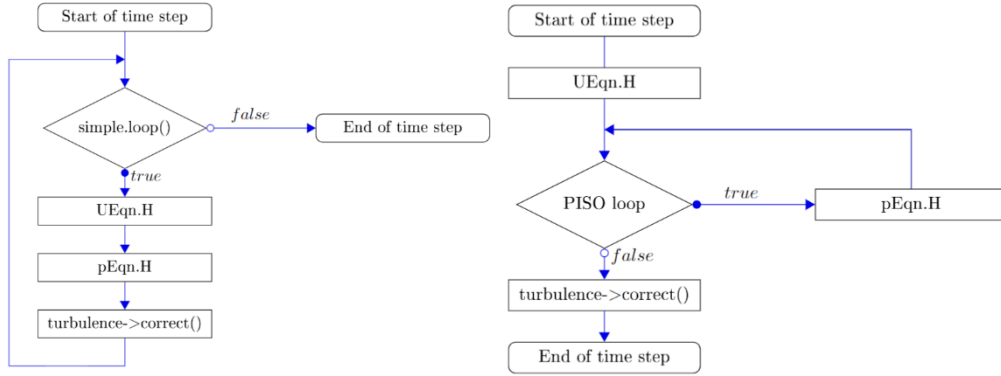 Start of time step
simple.loop()
false
End of time step
true
UEqn.H
pEqn.H
turbulence->correct()
Start of time step
UEqn.H
PISO loop
true
pEqn.H
false
turbulence->correct()
End of time step